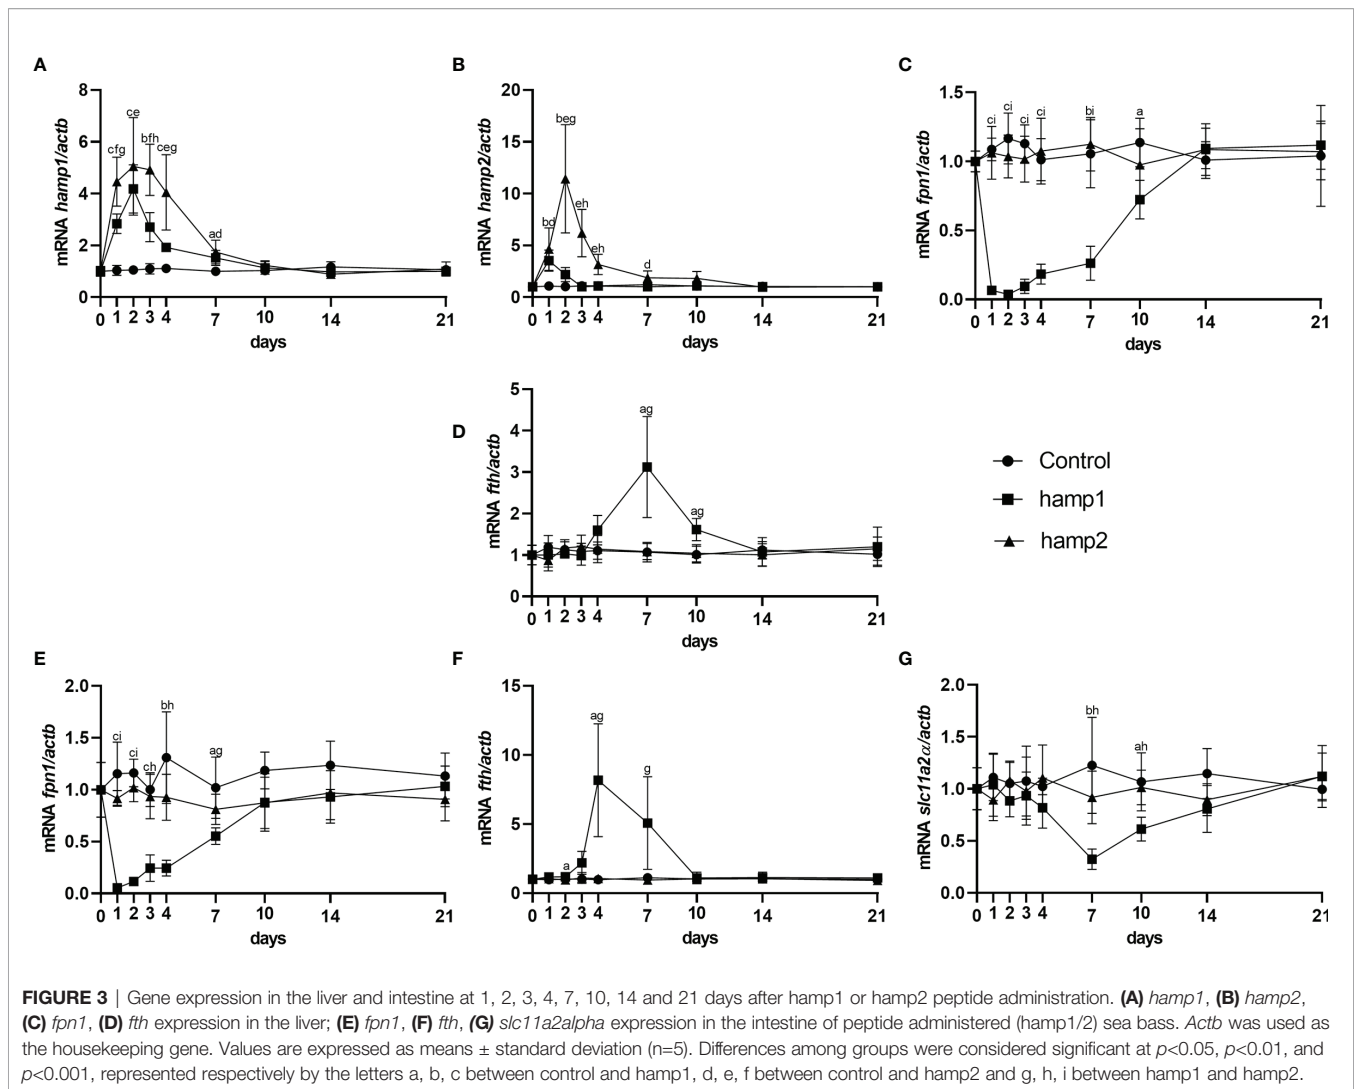 A
mRNA hamp1/actb
8
6
4
2
0
cfg
ce
bfh
ceg
ad
0 1 2 3 4 7 10 14 21
days
B
mRNA hamp2/actb
20
15
10
5
0
bd
beg
eh
eh
d
0 1 2 3 4 7 10 14 21
days
C
mRNA fpn1/actb
1.5
1.0
0.5
0.0
ci
ci
ci
ci
bi
a
0 1 2 3 4 7 10 14 21
days
D
mRNA fth/actb
5
4
3
2
1
0
ag
ag
0 1 2 3 4 7 10 14 21
days
Control
hamp1
hamp2
E
mRNA fpn1/actb
2.0
1.5
1.0
0.5
0.0
ci
ci
ch
bh
ag
0 1 2 3 4 7 10 14 21
days
F
mRNA fth/actb
15
10
5
0
a
ag
g
0 1 2 3 4 7 10 14 21
days
G
mRNA slc11a2α/actb
2.0
1.5
1.0
0.5
0.0
bh
ah
0 1 2 3 4 7 10 14 21
days
FIGURE 3 | Gene expression in the liver and intestine at 1, 2, 3, 4, 7, 10, 14 and 21 days after hamp1 or hamp2 peptide administration. (A) hamp1, (B) hamp2,
(C) fpn1, (D) fth expression in the liver; (E) fpn1, (F) fth, (G) slc11a2alpha expression in the intestine of peptide administered (hamp1/2) sea bass. Actb was used as
the housekeeping gene. Values are expressed as means ± standard deviation (n=5). Differences among groups were considered significant at p<0.05, p<0.01, and
p<0.001, represented respectively by the letters a, b, c between control and hamp1, d, e, f between control and hamp2 and g, h, i between hamp1 and hamp2.